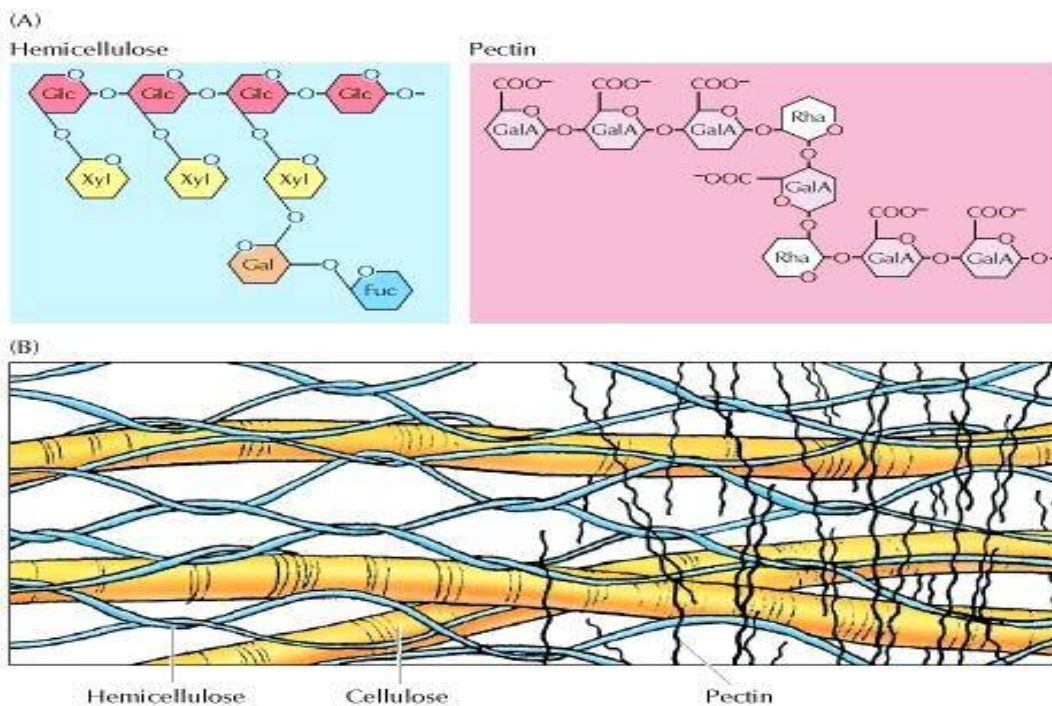 (A)
Hemicellulose
Pectin
Glc O Glc O Glc O Glc O–
O O O
Xyl Xyl Xyl
O
Gal O Fuc
COO– COO– COO–
GalA O GalA O GalA O Rha
O
–OOC GalA
O
COO– COO–
Rha O GalA O GalA O–
(B)
Hemicellulose Cellulose Pectin